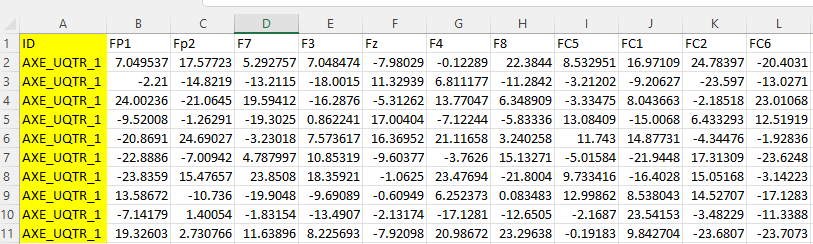 A B C D E F G H I J K L
1 ID FP1 Fp2 F7 F3 Fz F4 F8 FC5 FC1 FC2 FC6
2 AXE_UQTR_1 7.049537 17.57723 5.292757 7.048474 -7.98029 -0.12289 22.3844 8.532951 16.97109 24.78397 -20.4031
3 AXE_UQTR_1 -2.21 -14.8219 -13.2115 -18.0015 11.32939 6.811177 -11.2842 -3.21202 -9.20627 -23.597 -13.0271
4 AXE_UQTR_1 24.00236 -21.0645 19.59412 -16.2876 -5.31262 13.77047 6.348909 -3.33475 8.043663 -2.18518 23.01068
5 AXE_UQTR_1 -9.52008 -1.26291 -19.3025 0.862241 17.00404 -7.12244 -5.83336 13.08409 -15.0068 6.433293 12.51919
6 AXE_UQTR_1 -20.8691 24.69027 -3.23018 7.573617 16.36952 21.11658 3.240258 11.743 14.87731 -4.34476 -1.92836
7 AXE_UQTR_1 -22.8886 -7.00942 4.787997 10.85319 -9.60377 -3.7626 15.13271 -5.01584 -21.9448 17.31309 -23.6248
8 AXE_UQTR_1 -23.8359 15.47657 23.8508 18.35921 -1.0625 23.47694 -21.8004 9.733416 -16.4028 15.05168 -3.14223
9 AXE_UQTR_1 13.58672 -10.736 -19.9048 -9.69089 -0.60949 6.252373 0.083483 12.99862 8.538043 14.52707 -17.1283
10 AXE_UQTR_1 -7.14179 1.40054 -1.83154 -13.4907 -2.13174 -17.1281 -12.6505 -2.1687 23.54153 -3.48229 -11.3388
11 AXE_UQTR_1 19.32603 2.730766 11.63896 8.225693 -7.92098 20.98672 23.29638 -0.19183 9.842704 -23.6807 -23.7073